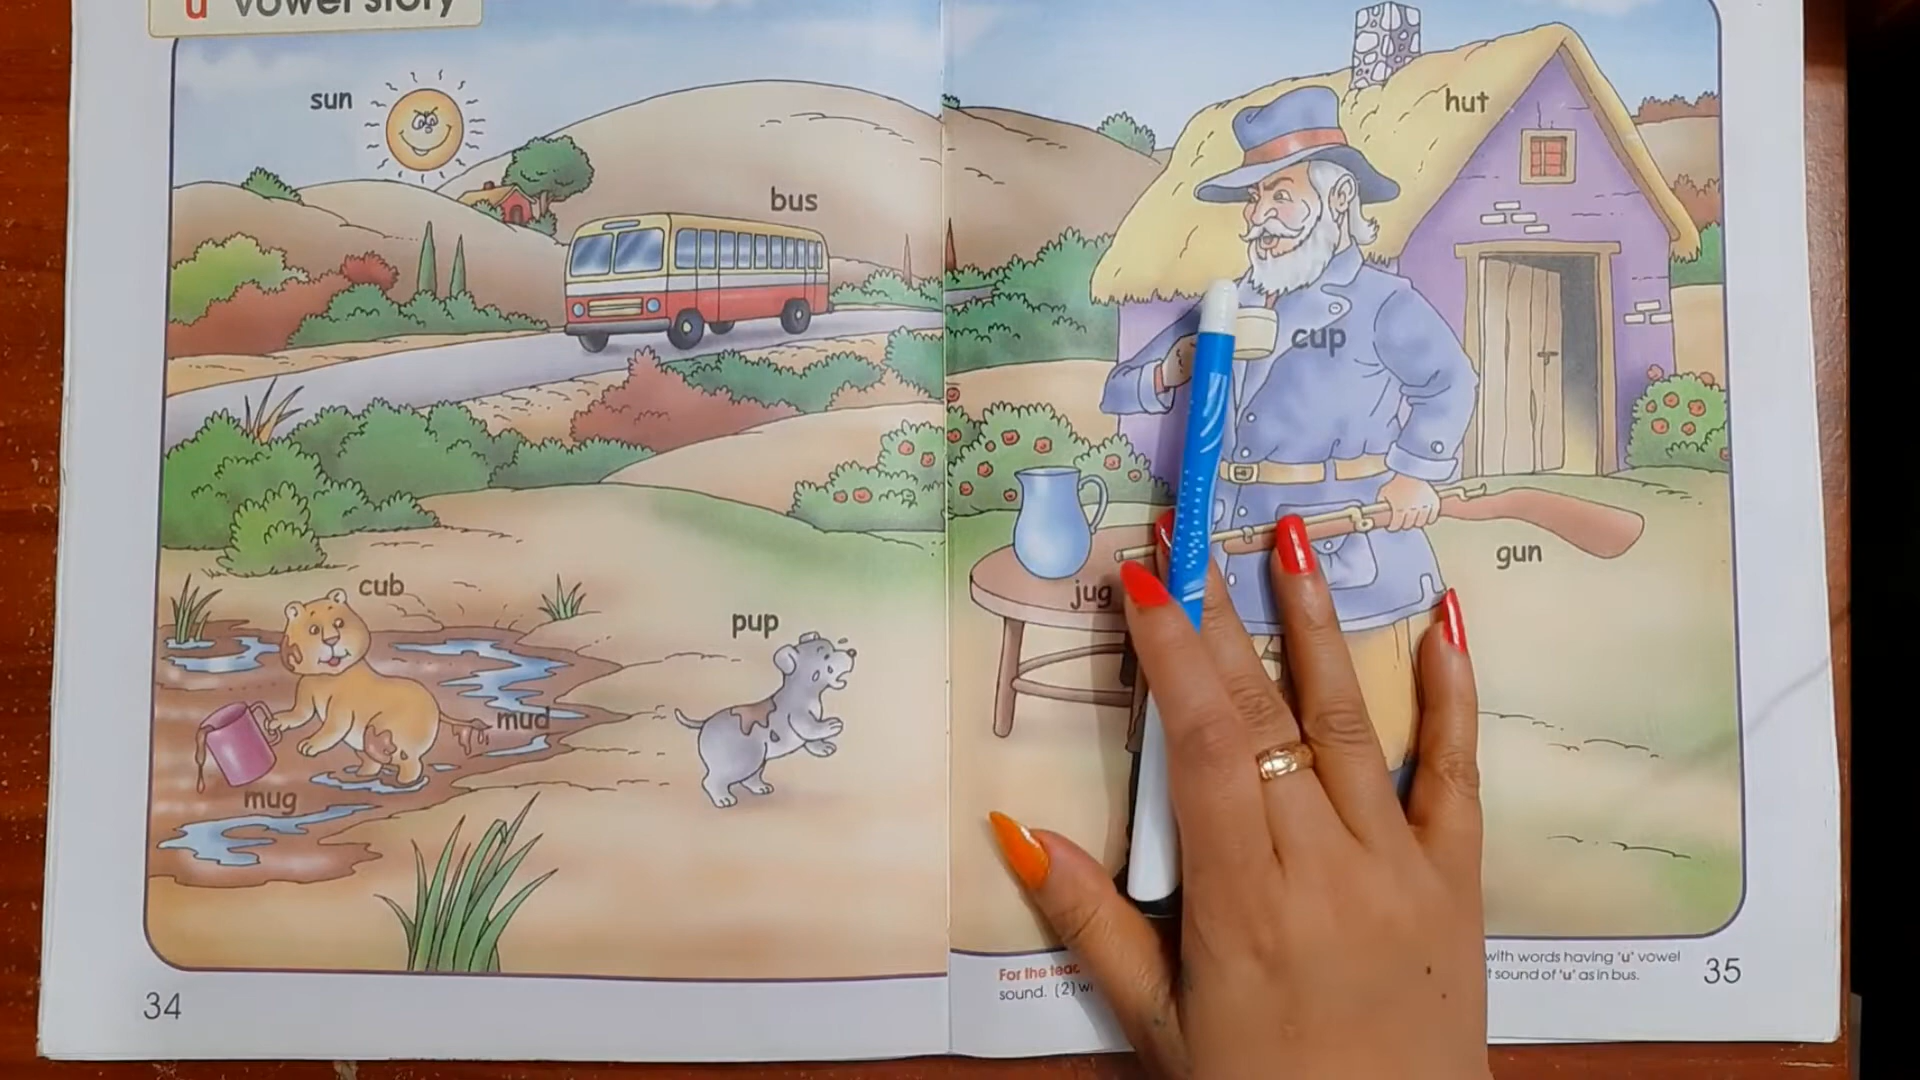 u vowel story
sun
bus
cub
pup
mud
mug
34
hut
cup
gun
jug
For the teac
sound. (2) wi
with words having 'u' vowel
t sound of 'u' as in bus.
35